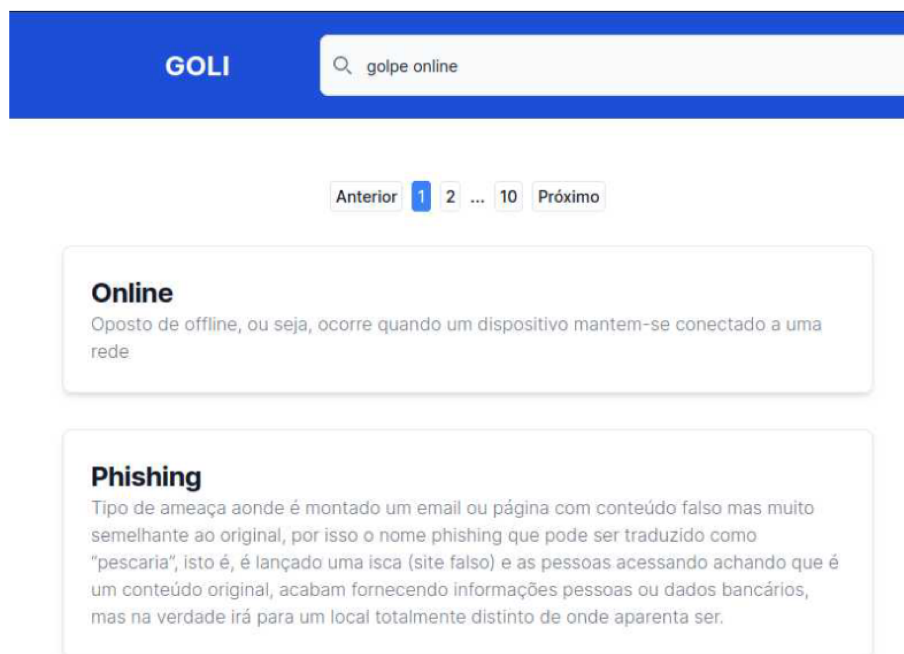 GOLI
golpe online
Anterior 1 2 ... 10 Próximo
Online
Oposto de offline, ou seja, ocorre quando um dispositivo mantem-se conectado a uma
rede
Phishing
Tipo de ameaça aonde é montado um email ou página com conteúdo falso mas muito
semelhante ao original, por isso o nome phishing que pode ser traduzido como
"pescaria", isto é, é lançado uma isca (site falso) e as pessoas acessando achando que é
um conteúdo original, acabam fornecendo informações pessoas ou dados bancários,
mas na verdade irá para um local totalmente distinto de onde aparenta ser.